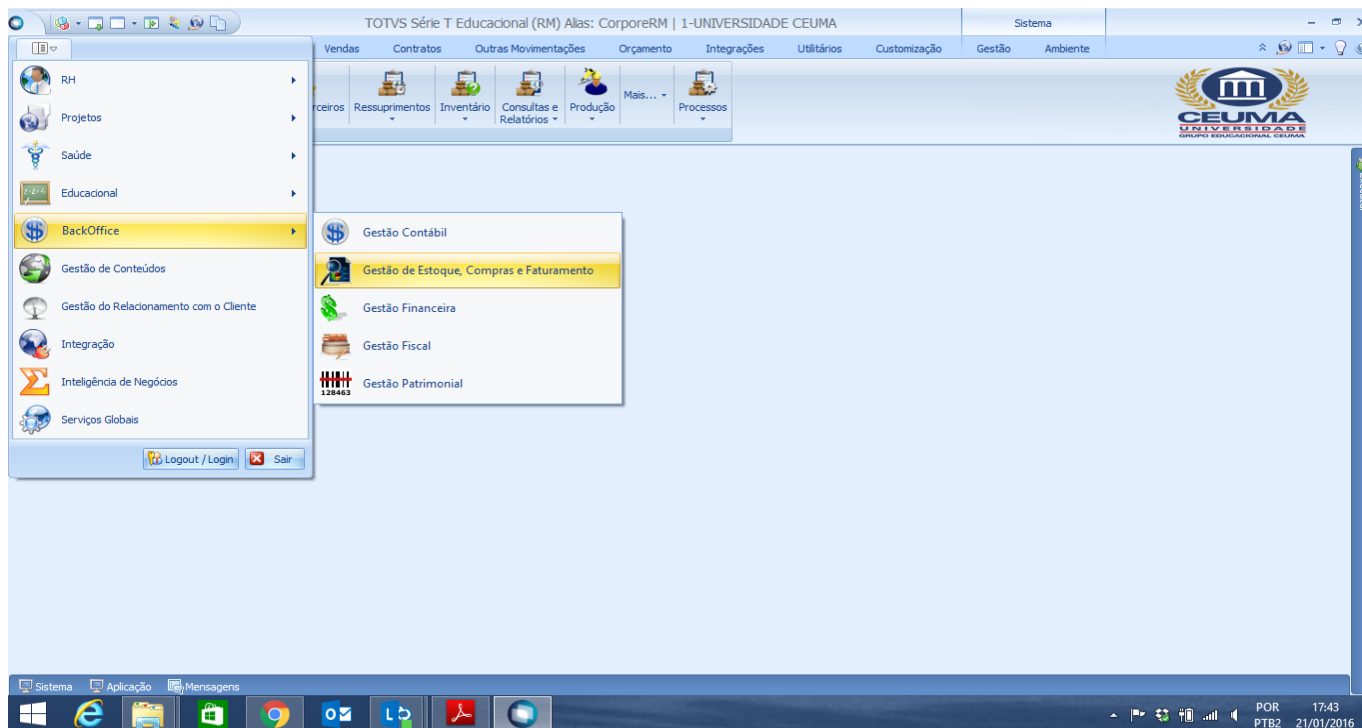 TOTVS Série T Educacional (RM) Alias: CorporeRM | 1-UNIVERSIDADE CEUMA
Sistema
Vendas Contratos Outras Movimentações Orçamento Integrações Utilitários Customização Gestão Ambiente
rceiros Ressuprimentos Inventário Consultas e Relatórios Produção Mais... Processos
CEUMA
UNIVERSIDADE
GRUPO EDUCACIONAL CEUMA
RH
Projetos
Saúde
Educacional
BackOffice
Gestão de Conteúdos
Gestão do Relacionamento com o Cliente
Integração
Inteligência de Negócios
Serviços Globais
Logout / Login Sair
Gestão Contábil
Gestão de Estoque, Compras e Faturamento
Gestão Financeira
Gestão Fiscal
128463
Gestão Patrimonial
Sistema Aplicação Mensagens
POR 17:43
PTB2 21/01/2016